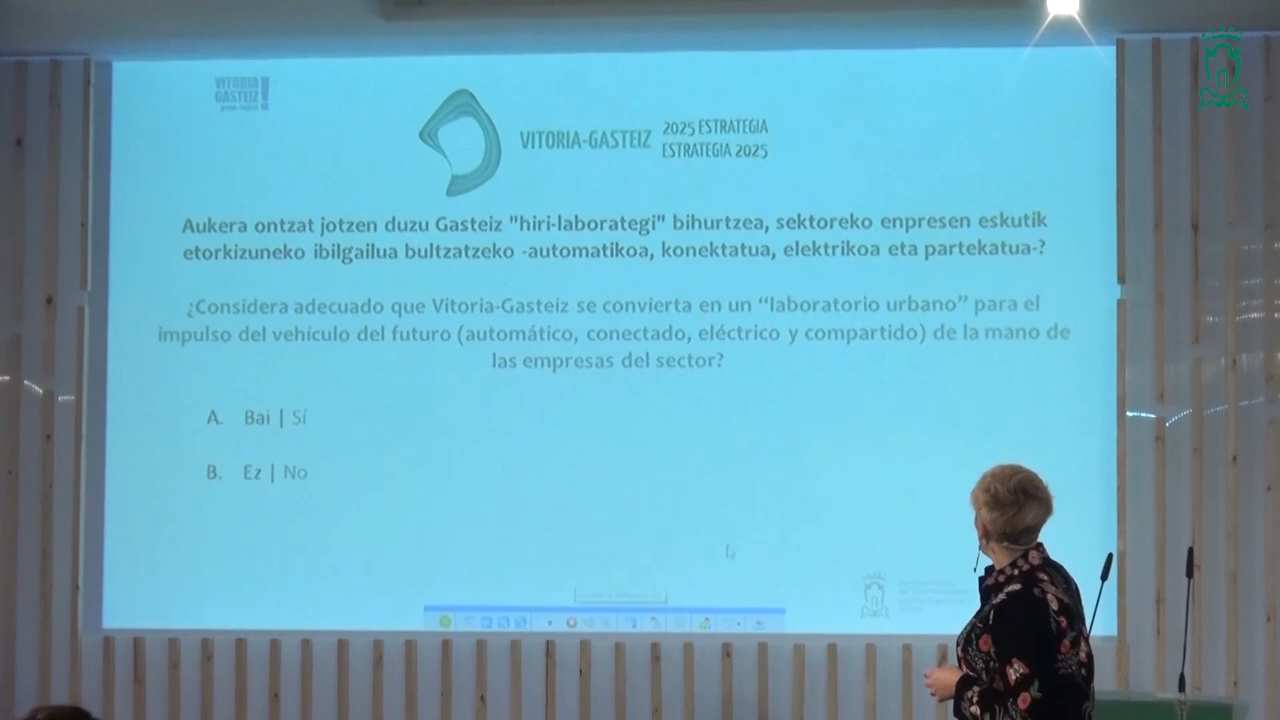 VITORIA
GASTEIZ
VITORIA-GASTEIZ
2025 ESTRATEGIA
ESTRATEGIA 2025
Aukera ontzat jotzen duzu Gasteiz "hiri-laborategi" bihurtzea, sektoreko enpresen eskutik
etorkizuneko ibilgailua bultzatzeko -automatikoa, konektatua, elektrikoa eta partekatua-?
¿Considera adecuado que Vitoria-Gasteiz se convierta en un “laboratorio urbano” para el
impulso del vehículo del futuro (automático, conectado, eléctrico y compartido) de la mano de
las empresas del sector?
A. Bai | Sí
B. Ez | No